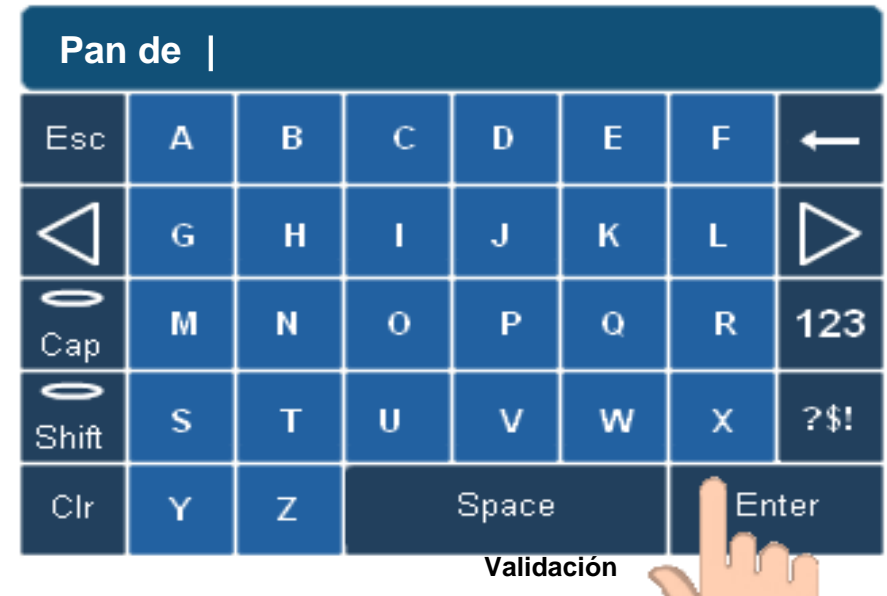 Pan de |
Esc A B C D E F ←
G H I J K L
Cap M N O P Q R 123
Shift S T U V W X ?$!
Clr Y Z Space Enter
Validación